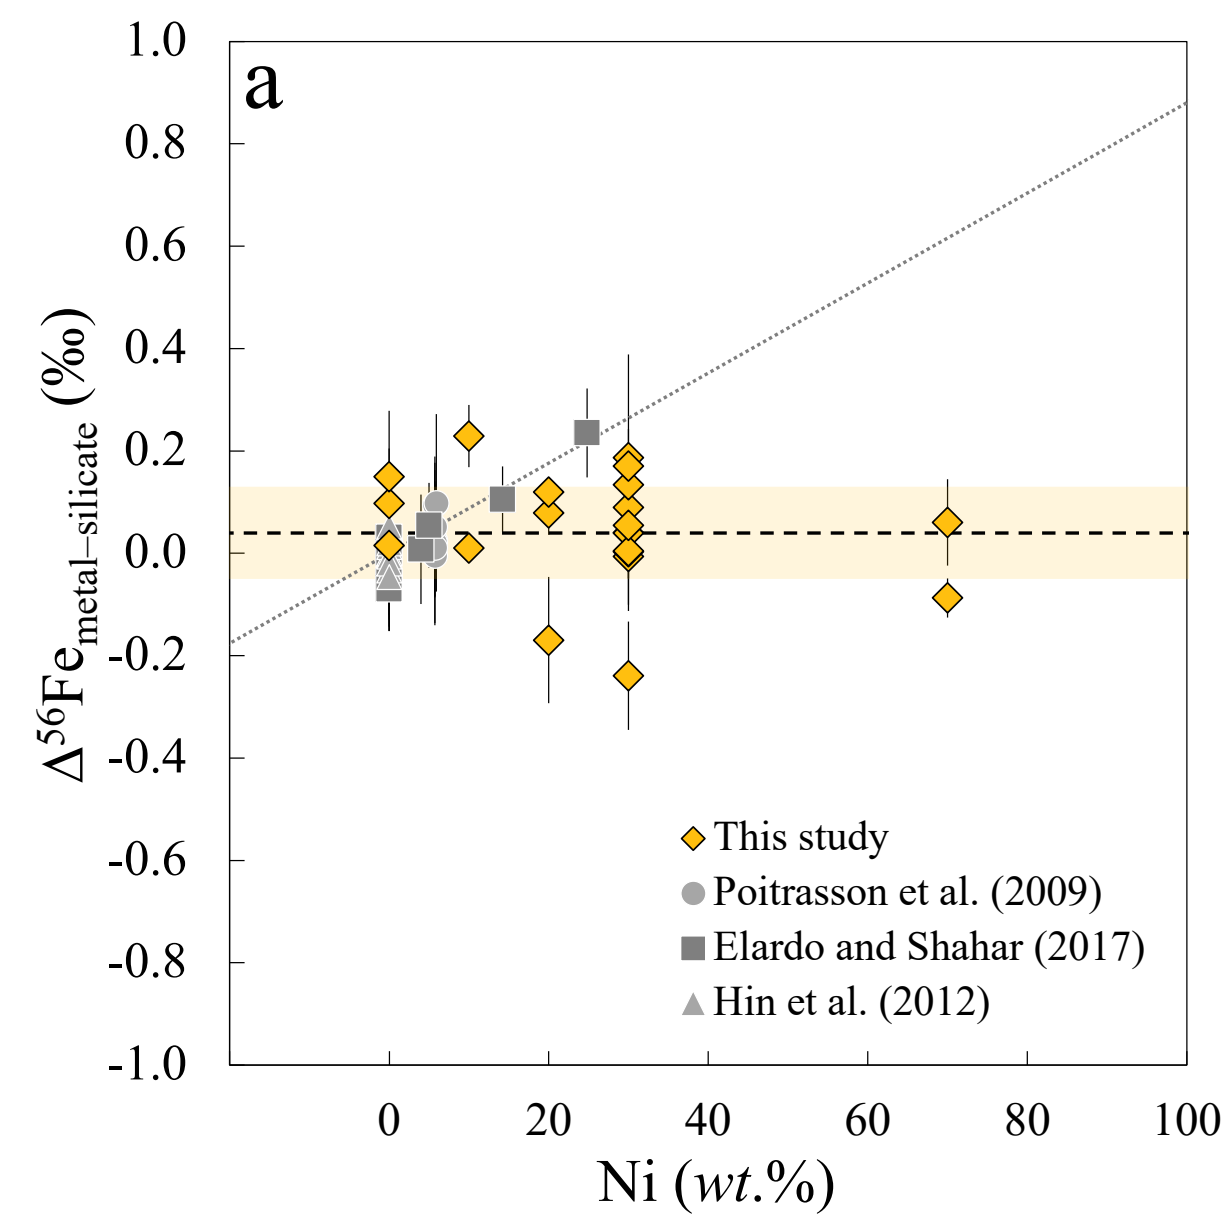 a
1.0
0.8
0.6
0.4
0.2
0.0
-0.2
-0.4
-0.6
-0.8
-1.0
Δ⁵⁶Fe metal–silicate (‰)
This study
Poitrasson et al. (2009)
Elardo and Shahar (2017)
Hin et al. (2012)
0 20 40 60 80 100
Ni (wt.%)